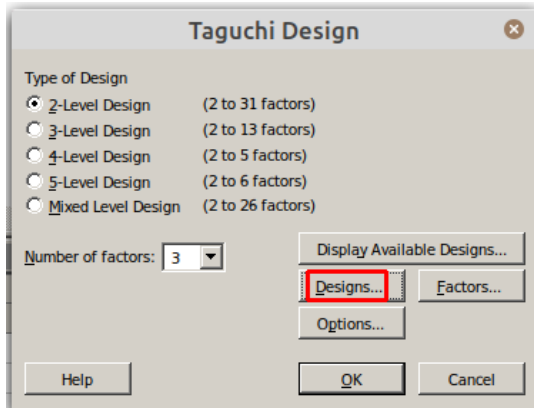 Taguchi Design
Type of Design
2-Level Design (2 to 31 factors)
3-Level Design (2 to 13 factors)
4-Level Design (2 to 5 factors)
5-Level Design (2 to 6 factors)
Mixed Level Design (2 to 26 factors)
Number of factors: 3
Display Available Designs...
Designs... Factors...
Options...
Help OK Cancel